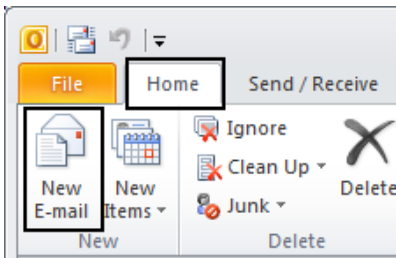 File Home Send / Receive
New E-mail
New Items
Ignore
Clean Up
Junk
Delete
New Delete